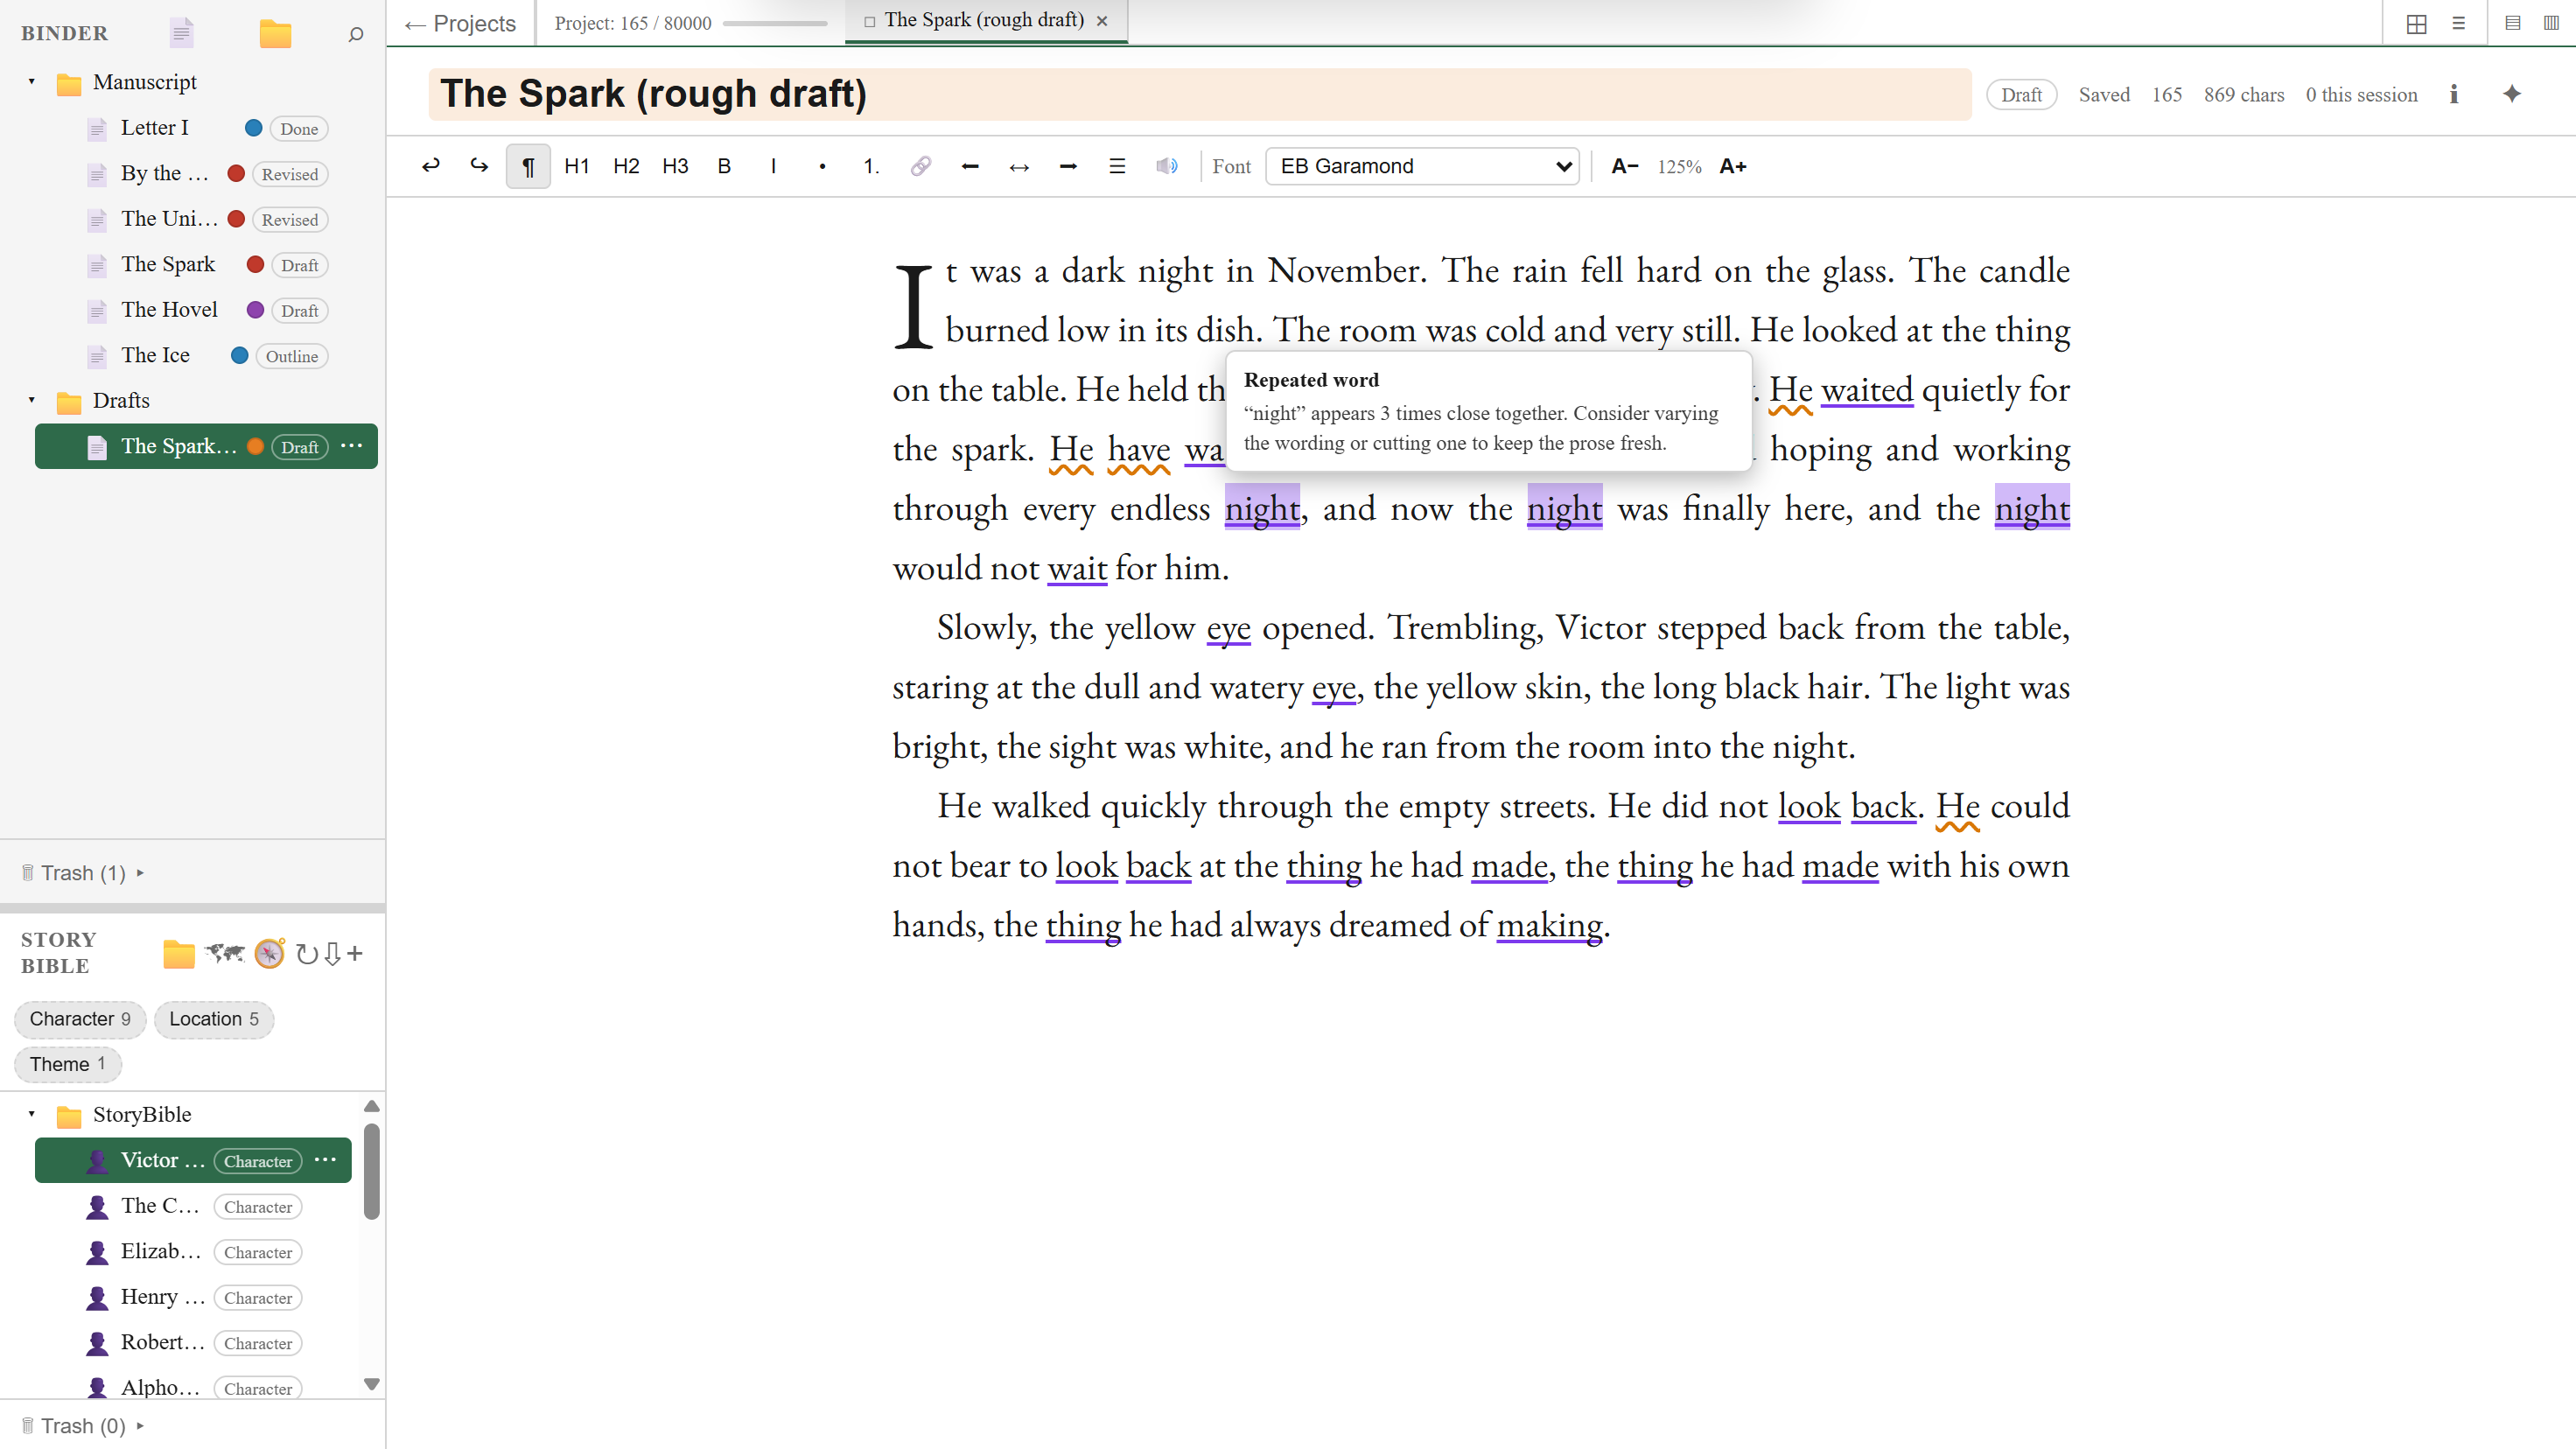 BINDER
Manuscript
Letter I Done
By the ... Revised
The Uni... Revised
The Spark Draft
The Hovel Draft
The Ice Outline
Drafts
The Spark... Draft ...
Trash (1)
STORY BIBLE
Character 9 Location 5
Theme 1
StoryBible
Victor ... Character ...
The C... Character
Elizab... Character
Henry ... Character
Robert... Character
Alpho... Character
Trash (0)
← Projects Project: 165 / 80000 The Spark (rough draft) ×
The Spark (rough draft) Draft Saved 165 869 chars 0 this session
¶ H1 H2 H3 B I • 1. Font EB Garamond A− 125% A+
It was a dark night in November. The rain fell hard on the glass. The candle
burned low in its dish. The room was cold and very still. He looked at the thing
on the table. He held th . He waited quietly for
the spark. He have wa hoping and working
through every endless night, and now the night was finally here, and the night
would not wait for him.
Repeated word
“night” appears 3 times close together. Consider varying
the wording or cutting one to keep the prose fresh.
Slowly, the yellow eye opened. Trembling, Victor stepped back from the table,
staring at the dull and watery eye, the yellow skin, the long black hair. The light was
bright, the sight was white, and he ran from the room into the night.
He walked quickly through the empty streets. He did not look back. He could
not bear to look back at the thing he had made, the thing he had made with his own
hands, the thing he had always dreamed of making.